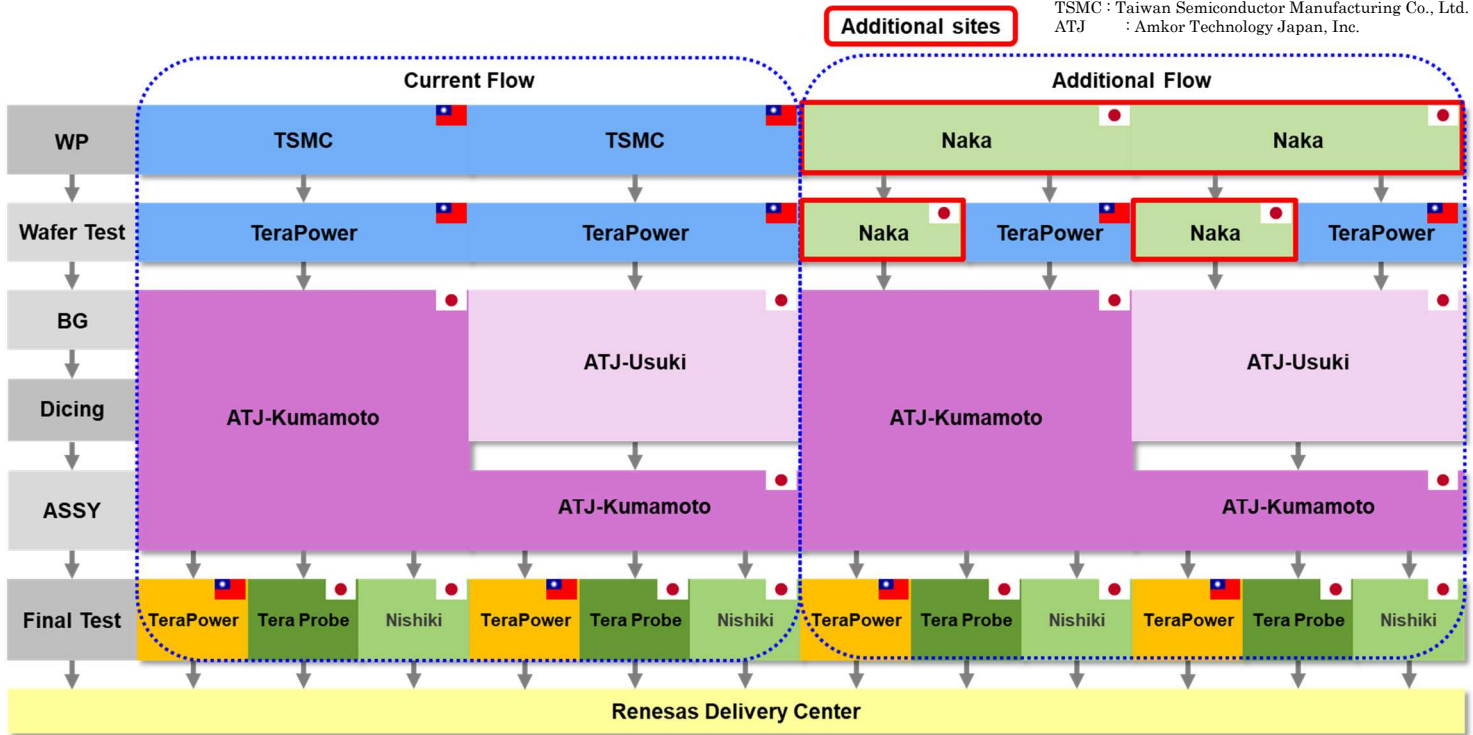 TSMC : Taiwan Semiconductor Manufacturing Co., Ltd.
Additional sites
ATJ : Amkor Technology Japan, Inc.
Current Flow
Additional Flow
WP
TSMC
TSMC
Naka
Naka
Wafer Test
TeraPower
TeraPower
Naka
TeraPower
Naka
TeraPower
BG
ATJ-Usuki
ATJ-Usuki
Dicing
ATJ-Kumamoto
ATJ-Kumamoto
ASSY
ATJ-Kumamoto
ATJ-Kumamoto
Final Test
TeraPower
Tera Probe
Nishiki
TeraPower
Tera Probe
Nishiki
TeraPower
Tera Probe
Nishiki
TeraPower
Tera Probe
Nishiki
Renesas Delivery Center